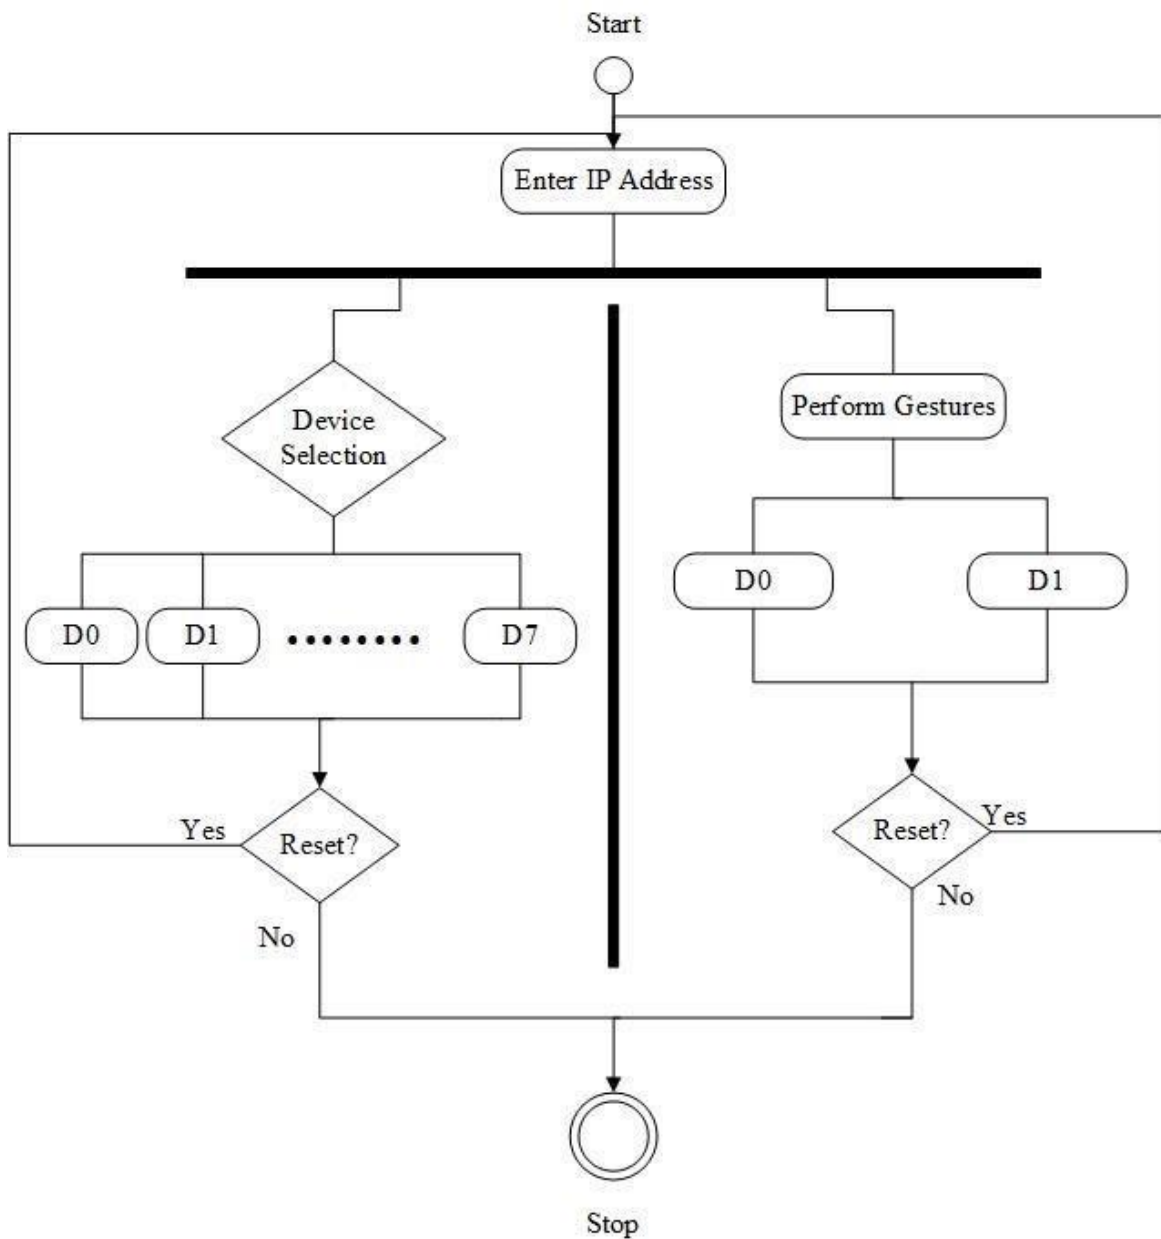 Start
Enter IP Address
Device
Selection
Perform Gestures
D0
D1
D0
D1
........
D7
Yes
Reset?
No
Reset?
Yes
No
Stop